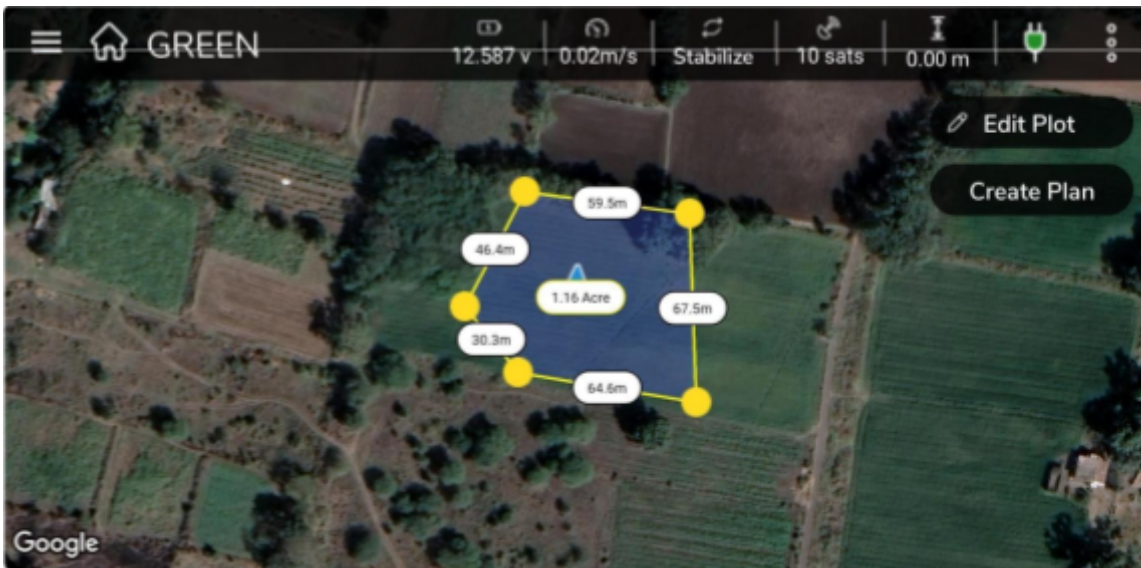 GREEN
12.587 v
0.02m/s
Stabilize
10 sats
0.00 m
Edit Plot
Create Plan
59.5m
46.4m
1.16 Acre
67.5m
30.3m
64.6m
Google